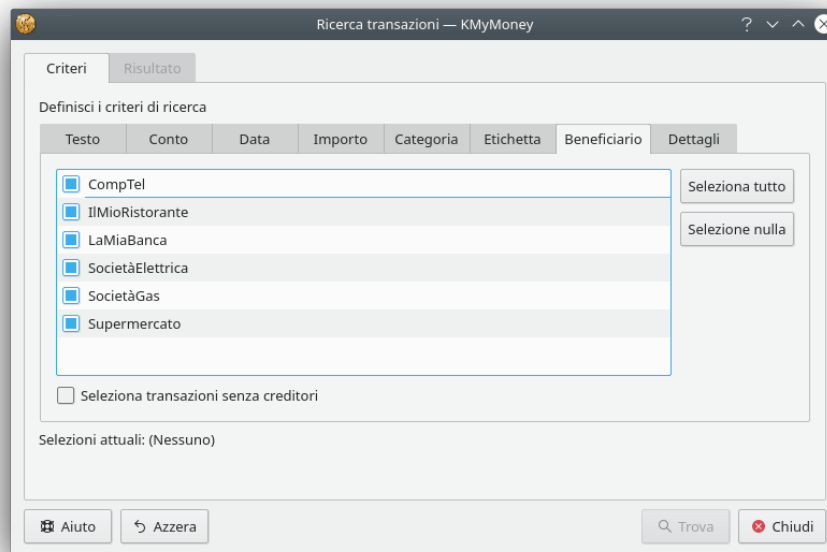 Ricerca transazioni — KMyMoney
Criteri Risultato
Definisci i criteri di ricerca
Testo Conto Data Importo Categoria Etichetta Beneficiario Dettagli
CompTel
IlMioRistorante
LaMiaBanca
SocietàElettrica
SocietàGas
Supermercato
Seleziona tutto
Selezione nulla
Seleziona transazioni senza creditori
Selezioni attuali: (Nessuno)
Aiuto Azzera Trova Chiudi